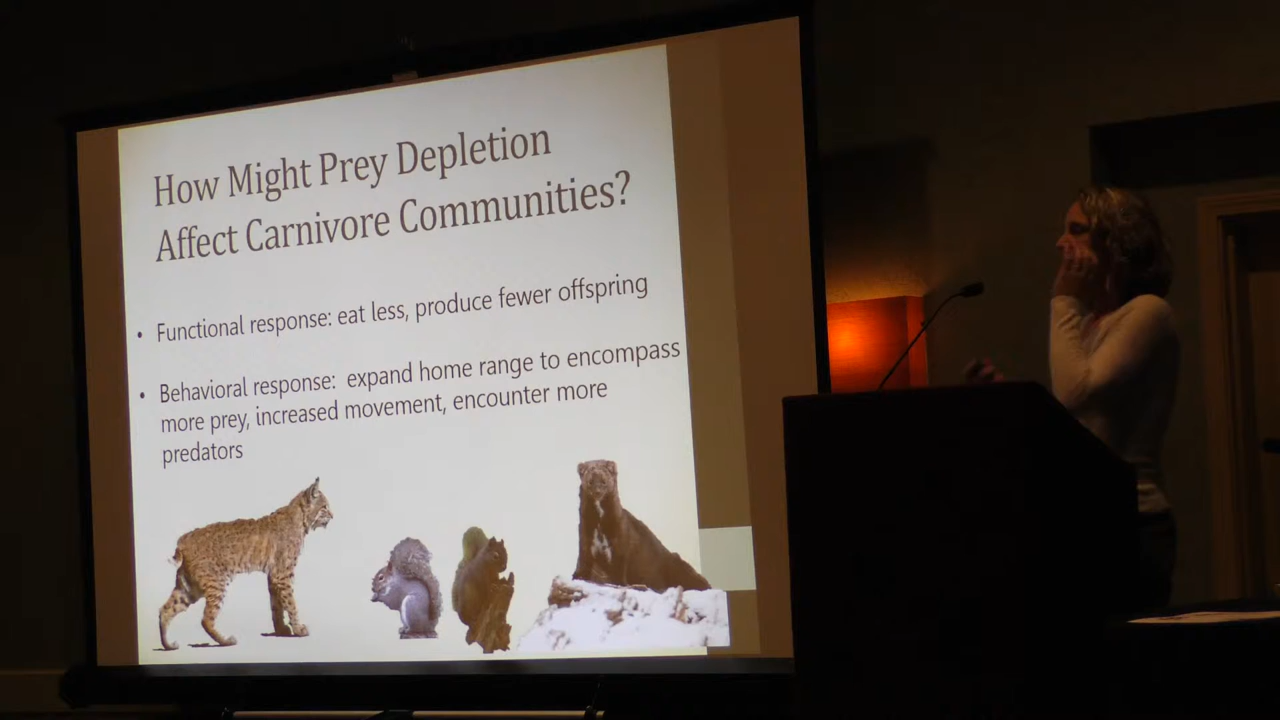 How Might Prey Depletion
Affect Carnivore Communities?
• Functional response: eat less, produce fewer offspring
• Behavioral response: expand home range to encompass
more prey, increased movement, encounter more
predators